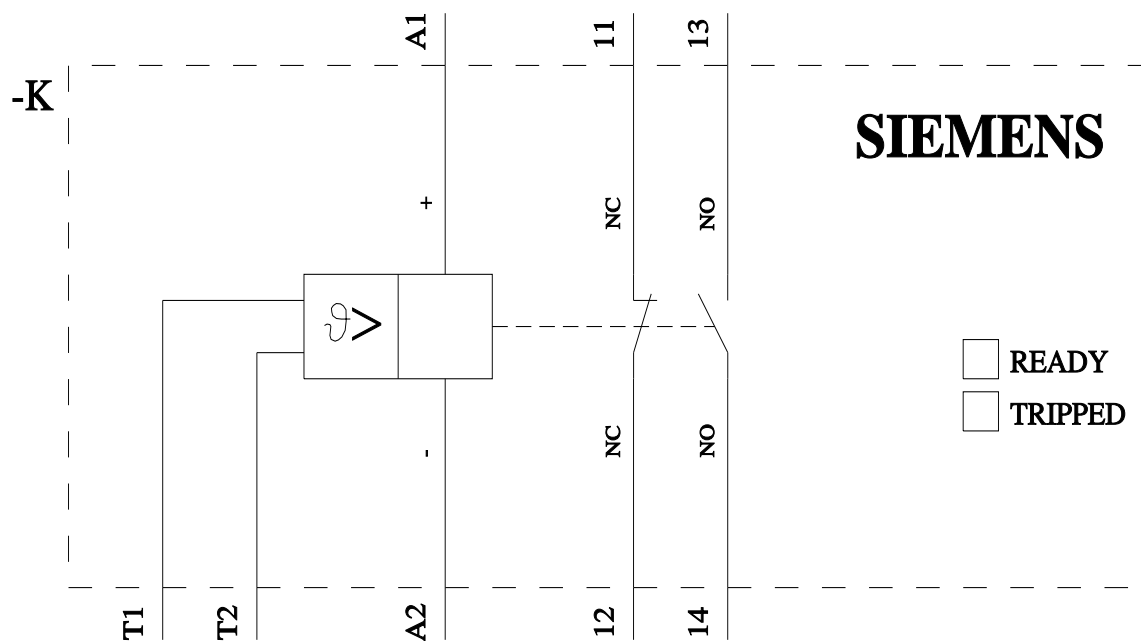 A1
11
13
-K
SIEMENS
+
NC
NO
ϑ>
READY
TRIPPED
-
NC
NO
T1
T2
A2
12
14